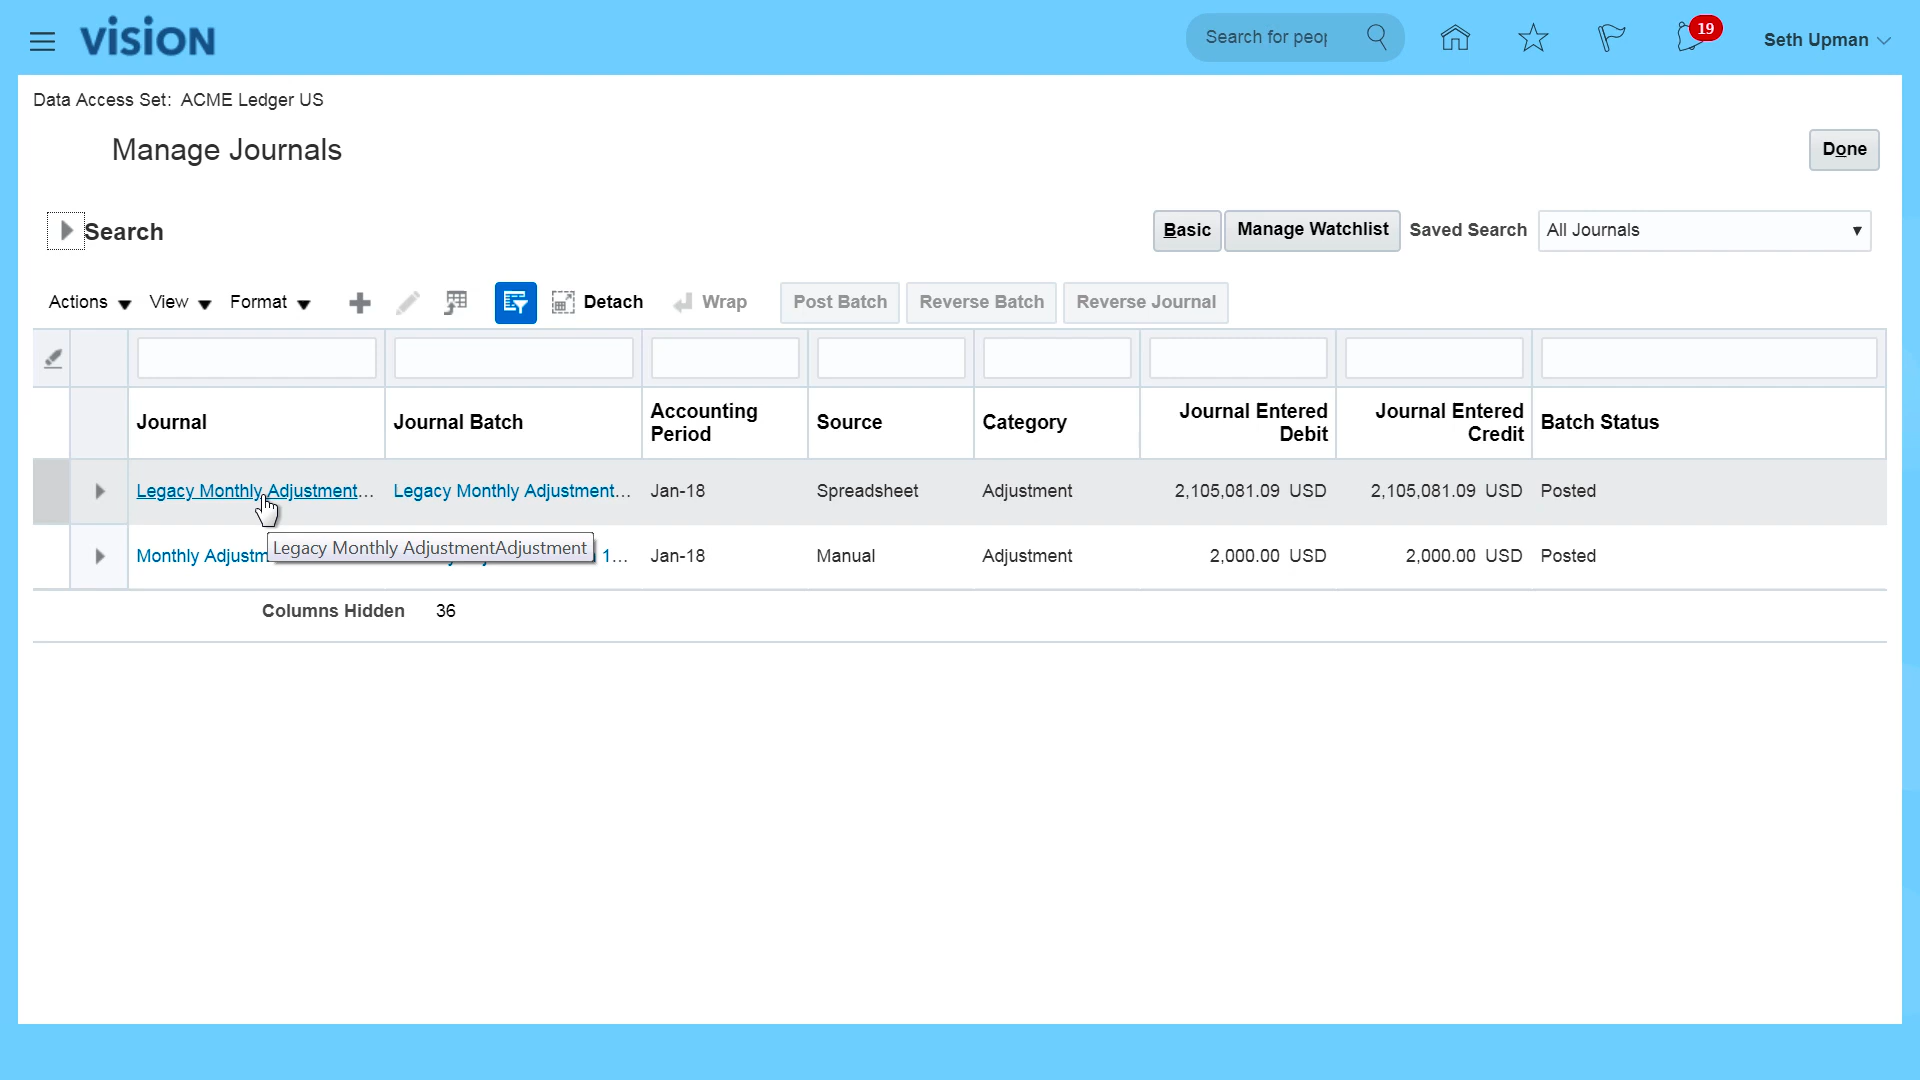 vision
Search for peop
19
Seth Upman
Data Access Set: ACME Ledger US
Manage Journals
Done
Search
Basic
Manage Watchlist
Saved Search
All Journals
Actions
View
Format
Detach
Wrap
Post Batch
Reverse Batch
Reverse Journal
Journal
Journal Batch
Accounting
Period
Source
Category
Journal Entered
Debit
Journal Entered
Credit
Batch Status
Legacy Monthly Adjustment...
Legacy Monthly Adjustment...
Jan-18
Spreadsheet
Adjustment
2,105,081.09 USD
2,105,081.09 USD
Posted
Legacy Monthly AdjustmentAdjustment
Monthly Adjustm
1...
Jan-18
Manual
Adjustment
2,000.00 USD
2,000.00 USD
Posted
Columns Hidden 36